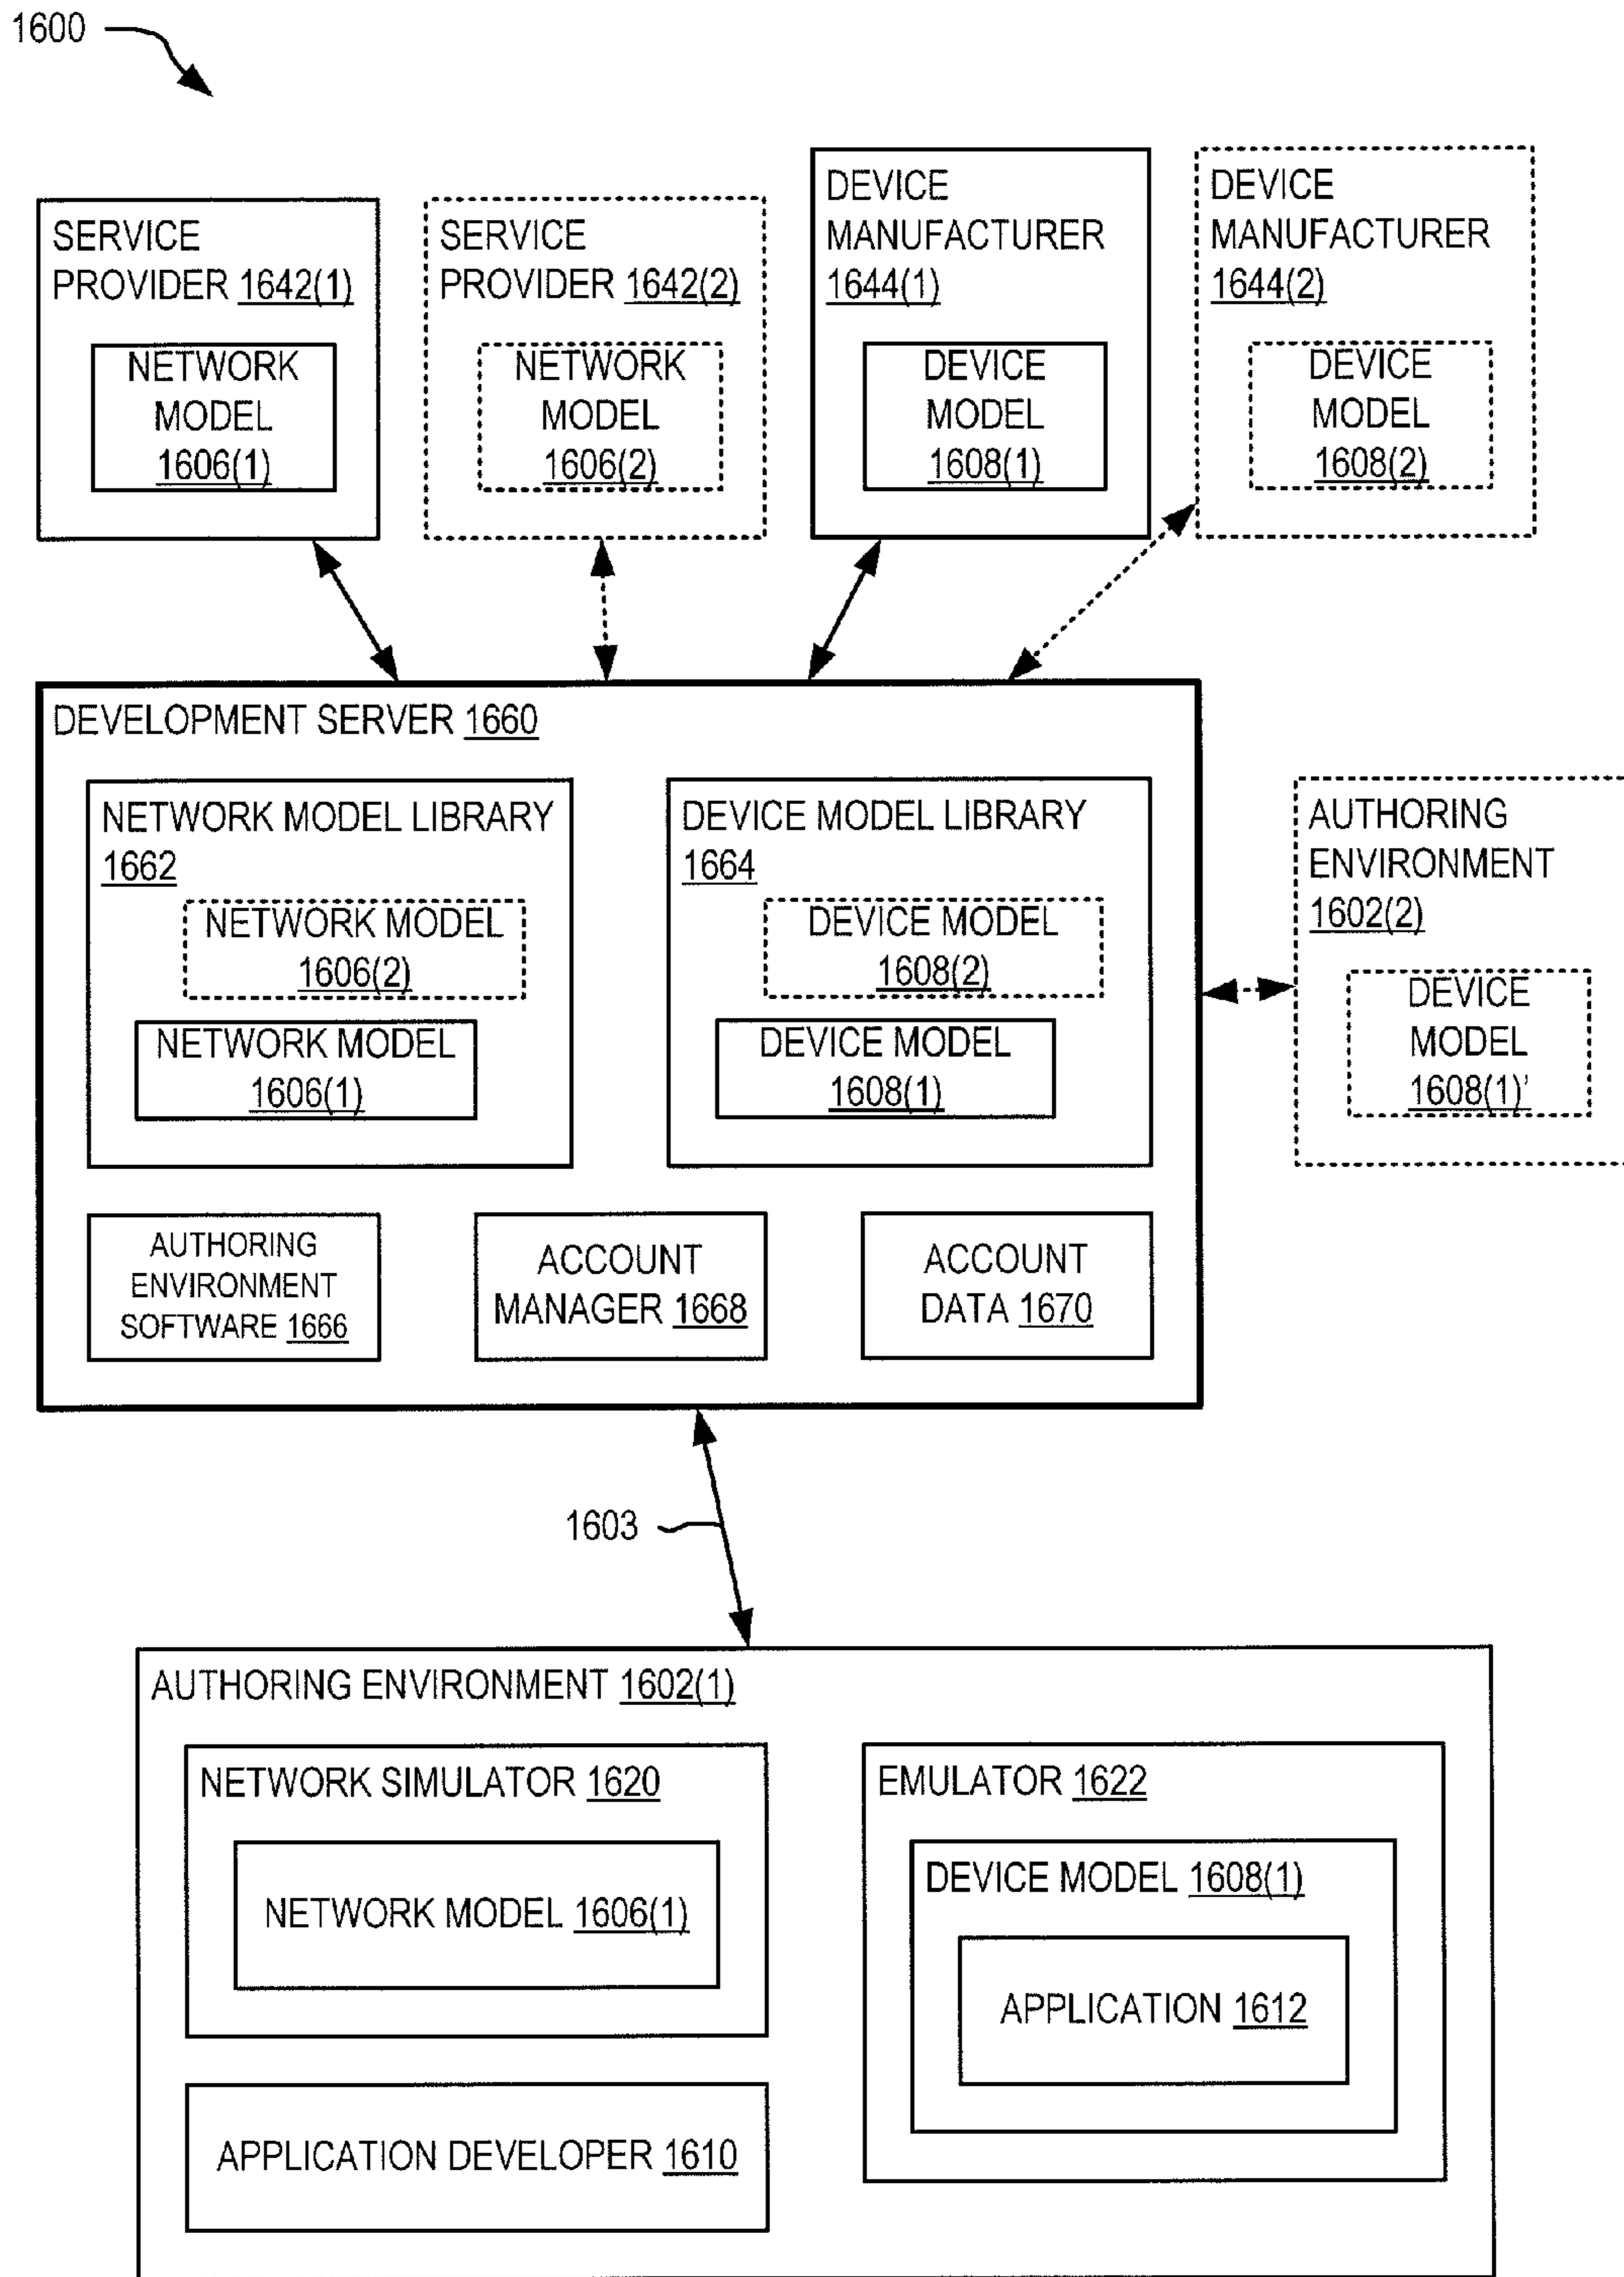 1600
SERVICE
PROVIDER 1642(1)
NETWORK
MODEL
1606(1)
SERVICE
PROVIDER 1642(2)
NETWORK
MODEL
1606(2)
DEVICE
MANUFACTURER
1644(1)
DEVICE
MODEL
1608(1)
DEVICE
MANUFACTURER
1644(2)
DEVICE
MODEL
1608(2)
DEVELOPMENT SERVER 1660
NETWORK MODEL LIBRARY
1662
NETWORK MODEL
1606(2)
NETWORK MODEL
1606(1)
DEVICE MODEL LIBRARY
1664
DEVICE MODEL
1608(2)
DEVICE MODEL
1608(1)
AUTHORING
ENVIRONMENT
SOFTWARE 1666
ACCOUNT
MANAGER 1668
ACCOUNT
DATA 1670
AUTHORING
ENVIRONMENT
1602(2)
DEVICE
MODEL
1608(1)'
1603
AUTHORING ENVIRONMENT 1602(1)
NETWORK SIMULATOR 1620
NETWORK MODEL 1606(1)
APPLICATION DEVELOPER 1610
EMULATOR 1622
DEVICE MODEL 1608(1)
APPLICATION 1612